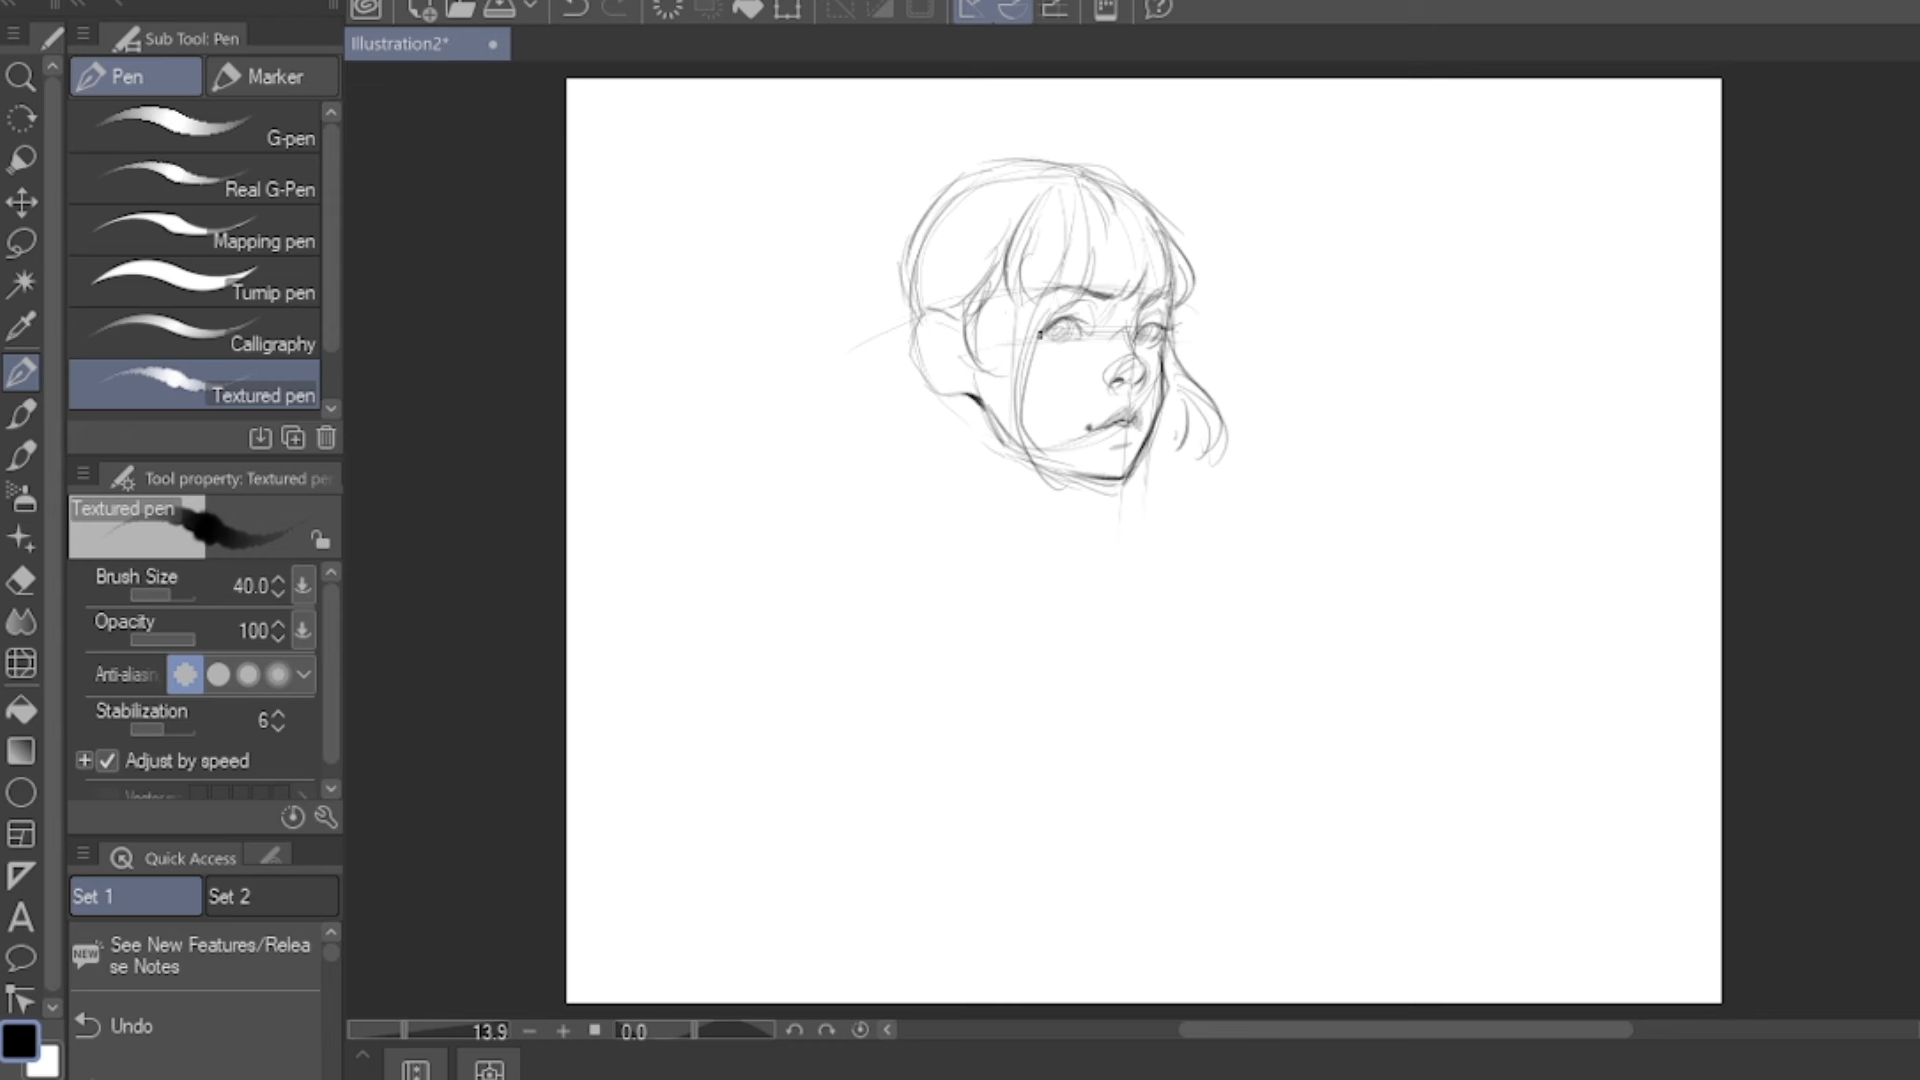 Sub Tool: Pen
Illustration2*
Pen
Marker
G-pen
Real G-Pen
Mapping pen
Turnip pen
Calligraphy
Textured pen
Tool property: Textured pe
Textured pen
Brush Size
40.0
Opacity
100
Anti-aliasin
Stabilization
6
Adjust by speed
Quick Access
Set 1
Set 2
NEW
See New Features/Relea
se Notes
Undo
13.9
0.0